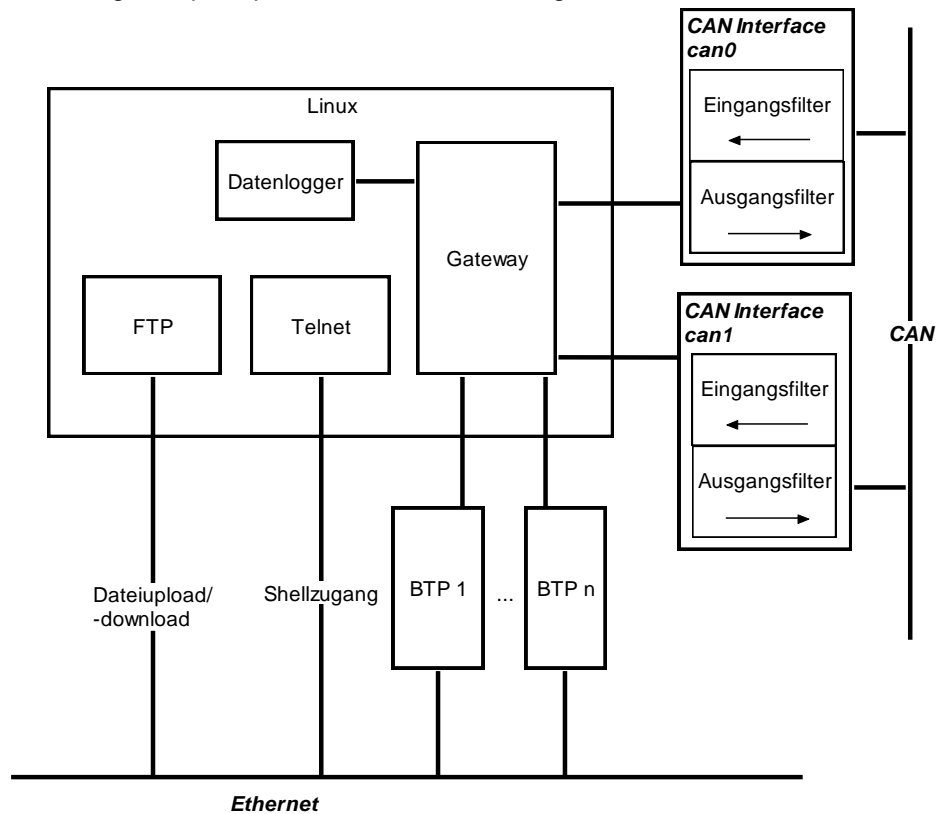 CAN Interface
can0
Eingangsfilter
Ausgangsfilter
Linux
Datenlogger
Gateway
FTP
Telnet
CAN Interface
can1
Eingangsfilter
Ausgangsfilter
CAN
Dateiupload/
-download
Shellzugang
BTP 1
...
BTP n
Ethernet